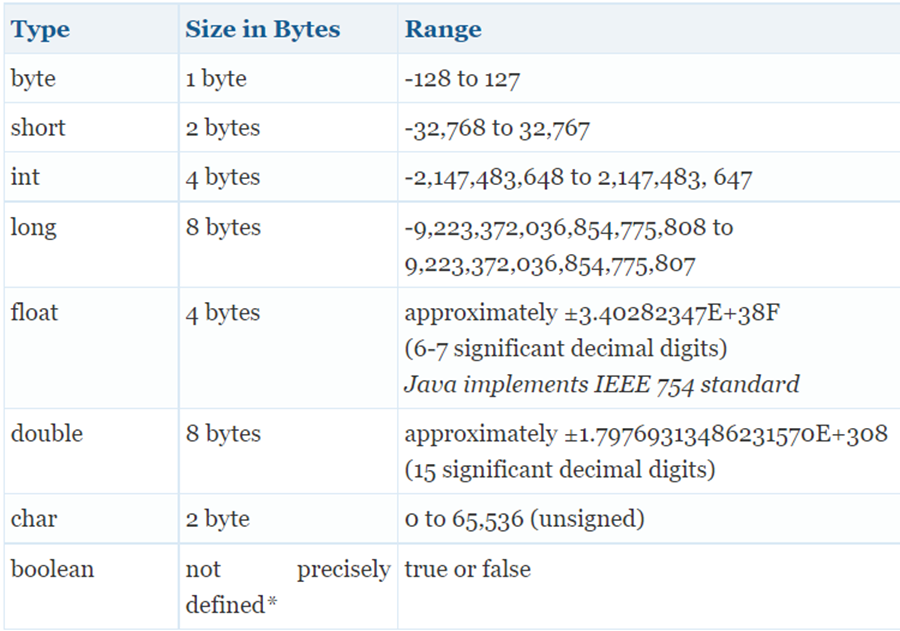 Type Size in Bytes Range
byte 1 byte -128 to 127
short 2 bytes -32,768 to 32,767
int 4 bytes -2,147,483,648 to 2,147,483, 647
long 8 bytes -9,223,372,036,854,775,808 to
9,223,372,036,854,775,807
float 4 bytes approximately ±3.40282347E+38F
(6-7 significant decimal digits)
Java implements IEEE 754 standard
double 8 bytes approximately ±1.79769313486231570E+308
(15 significant decimal digits)
char 2 byte 0 to 65,536 (unsigned)
boolean not precisely true or false
defined*